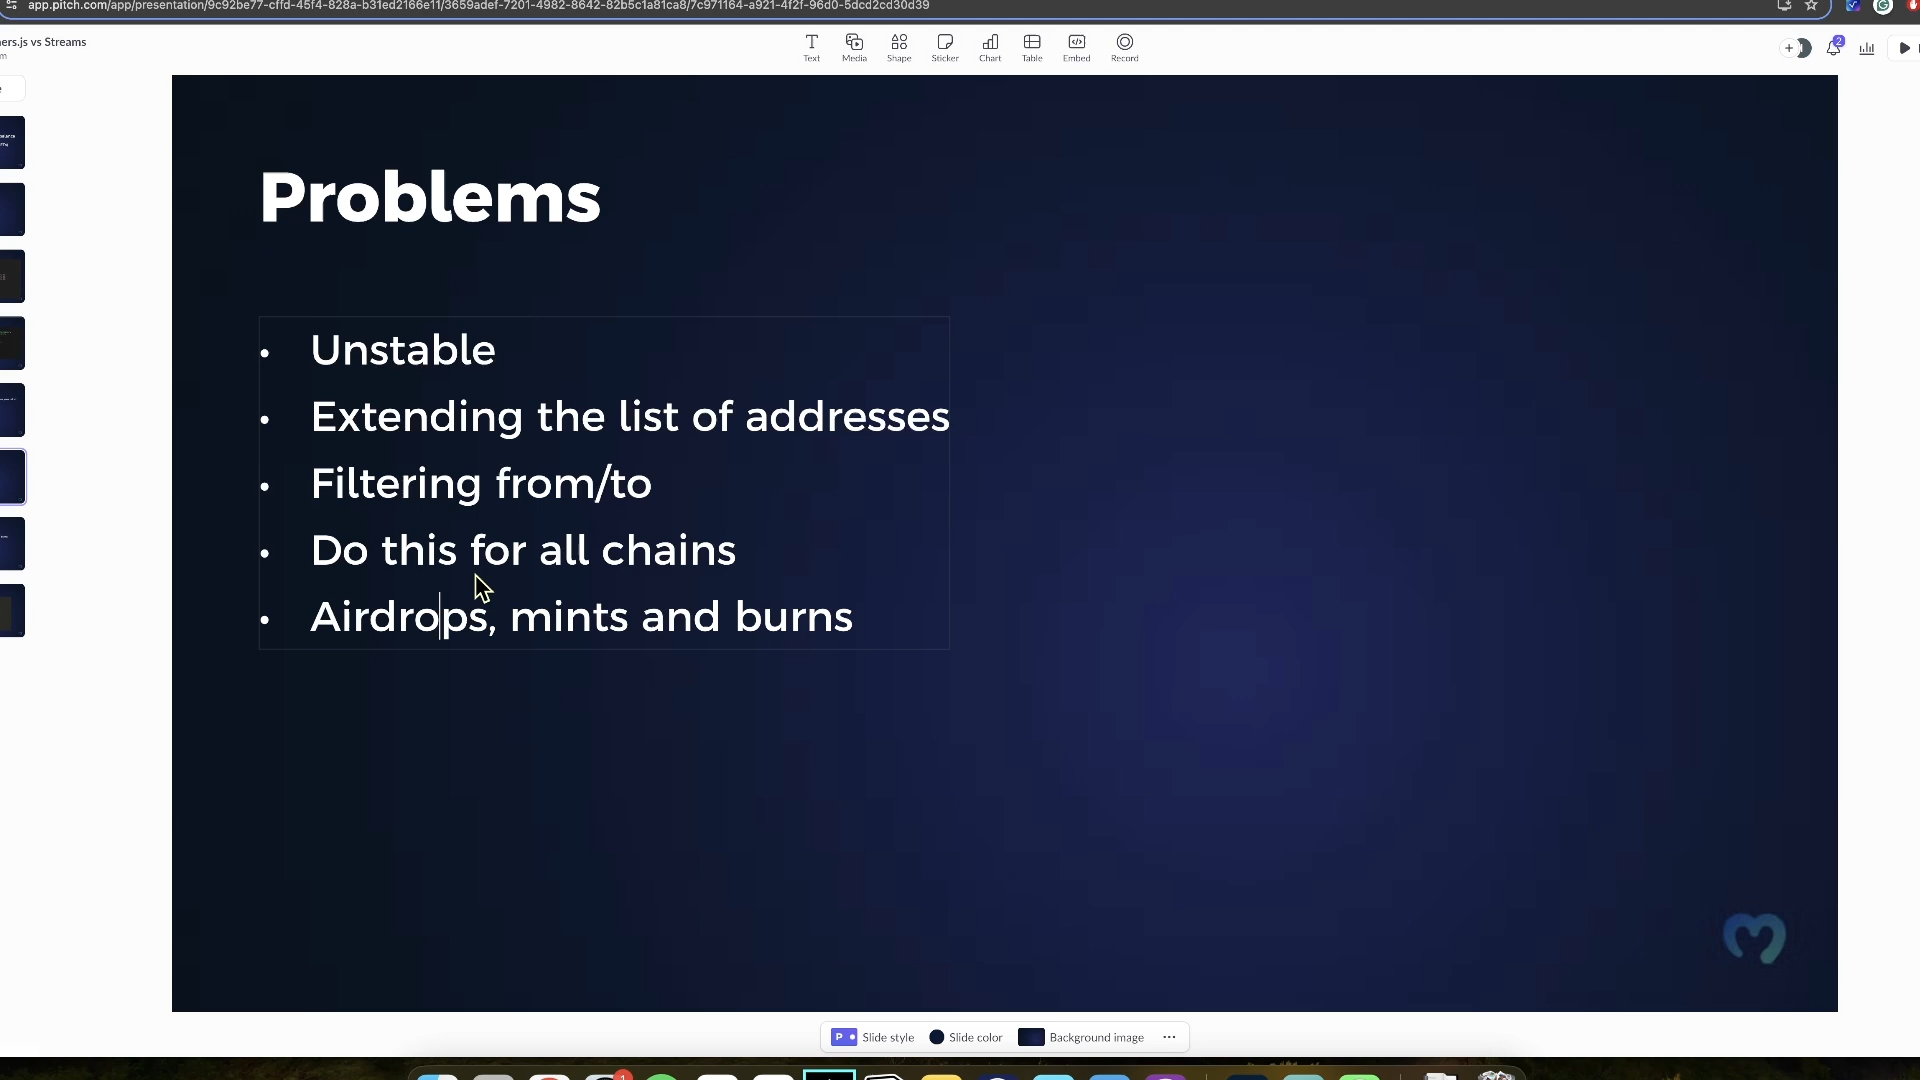 app.pitch.com/app/presentation/9c92be77-cffd-45f4-828a-b31ed2166e11/3659adef-7201-4982-8642-82b5c1a81ca8/7c971164-a921-4f2f-96d0-5dcd2cd30d39
ers.js vs Streams
Text Media Shape Sticker Chart Table Embed Record
2
Problems
• Unstable
• Extending the list of addresses
• Filtering from/to
• Do this for all chains
• Airdrops, mints and burns
P Slide style Slide color Background image ...
1